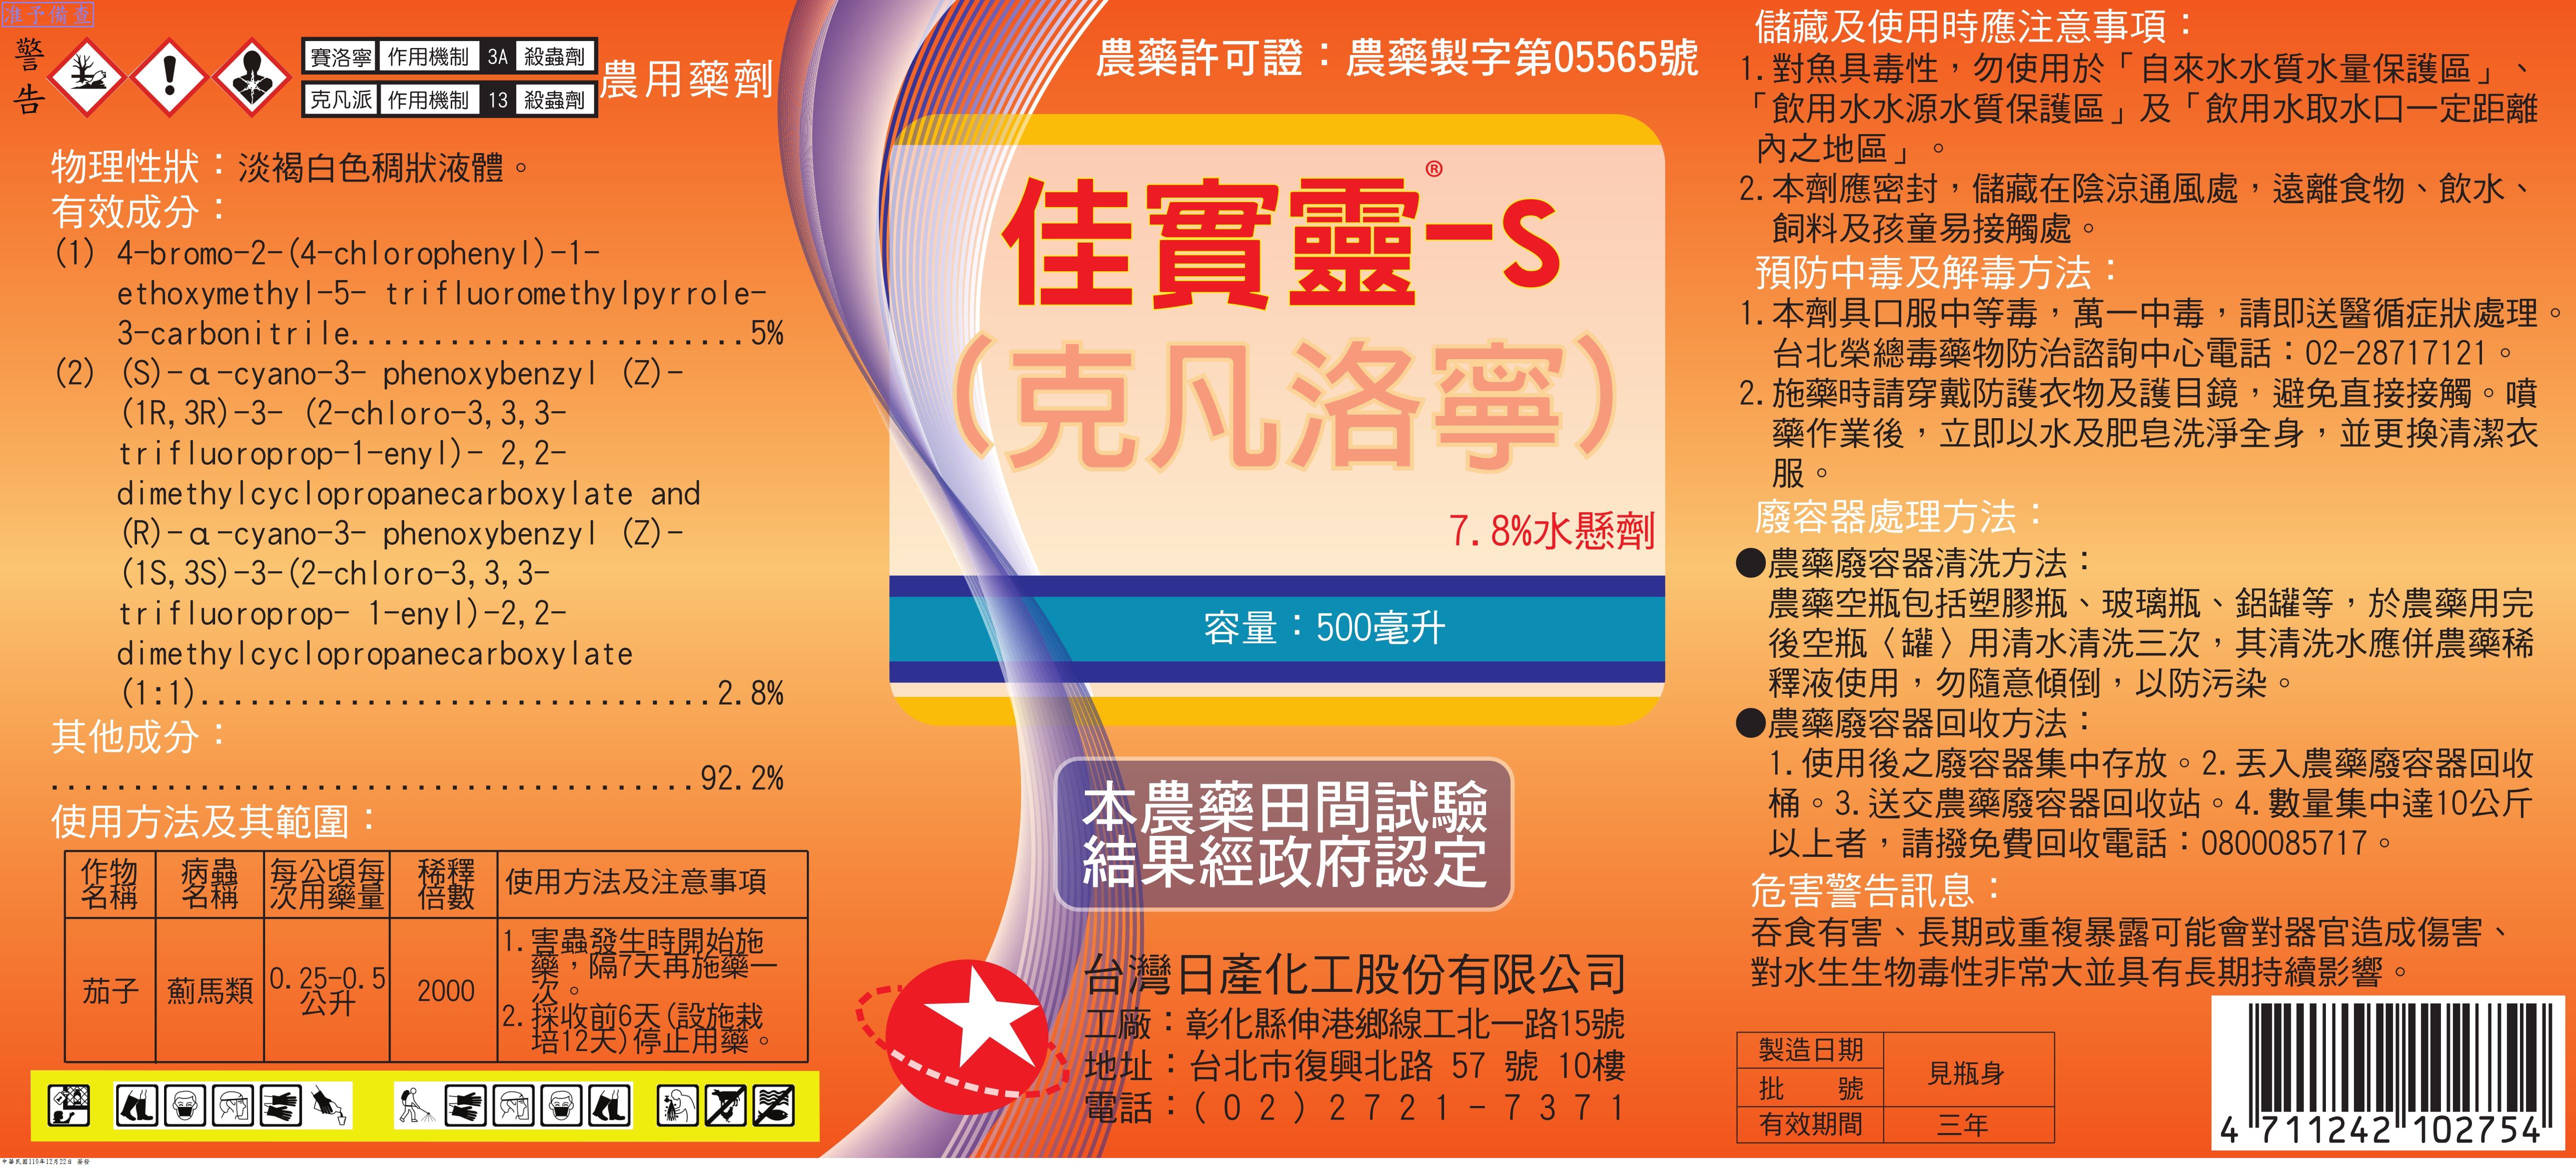 准予備查
警告
賽洛寧 作用機制 3A 殺蟲劑
克凡派 作用機制 13 殺蟲劑
農用藥劑
物理性狀：淡褐白色稠狀液體。
有效成分：
(1) 4-bromo-2-(4-chlorophenyl)-1-
ethoxymethyl-5- trifluoromethylpyrrole-
3-carbonitrile........................5%
(2) (S)-α-cyano-3- phenoxybenzyl (Z)-
(1R,3R)-3- (2-chloro-3,3,3-
trifluoroprop-1-enyl)- 2,2-
dimethylcyclopropanecarboxylate and
(R)-α-cyano-3- phenoxybenzyl (Z)-
(1S,3S)-3-(2-chloro-3,3,3-
trifluoroprop- 1-enyl)-2,2-
dimethylcyclopropanecarboxylate
(1:1)...............................2.8%
其他成分：
.......................................92.2%
使用方法及其範圍：
作物名稱 病蟲名稱 每公頃每次用藥量 稀釋倍數 使用方法及注意事項
茄子 薊馬類 0.25-0.5公升 2000
1.害蟲發生時開始施
藥，隔7天再施藥一
次。
2.採收前6天(設施栽
培12天)停止用藥。
中華民國110年12月22日 簽發
農藥許可證：農藥製字第05565號
佳實靈®-S
(克凡洛寧)
7.8%水懸劑
容量：500毫升
本農藥田間試驗
結果經政府認定
台灣日產化工股份有限公司
工廠：彰化縣伸港鄉線工北一路15號
地址：台北市復興北路 57 號 10樓
電話：(02)2721-7371
儲藏及使用時應注意事項：
1.對魚具毒性，勿使用於「自來水水質水量保護區」、
「飲用水水源水質保護區」及「飲用水取水口一定距離
內之地區」。
2.本劑應密封，儲藏在陰涼通風處，遠離食物、飲水、
飼料及孩童易接觸處。
預防中毒及解毒方法：
1.本劑具口服中等毒，萬一中毒，請即送醫循症狀處理。
台北榮總毒藥物防治諮詢中心電話：02-28717121。
2.施藥時請穿戴防護衣物及護目鏡，避免直接接觸。噴
藥作業後，立即以水及肥皂洗淨全身，並更換清潔衣
服。
廢容器處理方法：
●農藥廢容器清洗方法：
農藥空瓶包括塑膠瓶、玻璃瓶、鋁罐等，於農藥用完
後空瓶〈罐〉用清水清洗三次，其清洗水應併農藥稀
釋液使用，勿隨意傾倒，以防污染。
●農藥廢容器回收方法：
1.使用後之廢容器集中存放。2.丟入農藥廢容器回收
桶。3.送交農藥廢容器回收站。4.數量集中達10公斤
以上者，請撥免費回收電話：0800085717。
危害警告訊息：
吞食有害、長期或重複暴露可能會對器官造成傷害、
對水生生物毒性非常大並具有長期持續影響。
製造日期
批 號
見瓶身
有效期間 三年
4 711242 102754